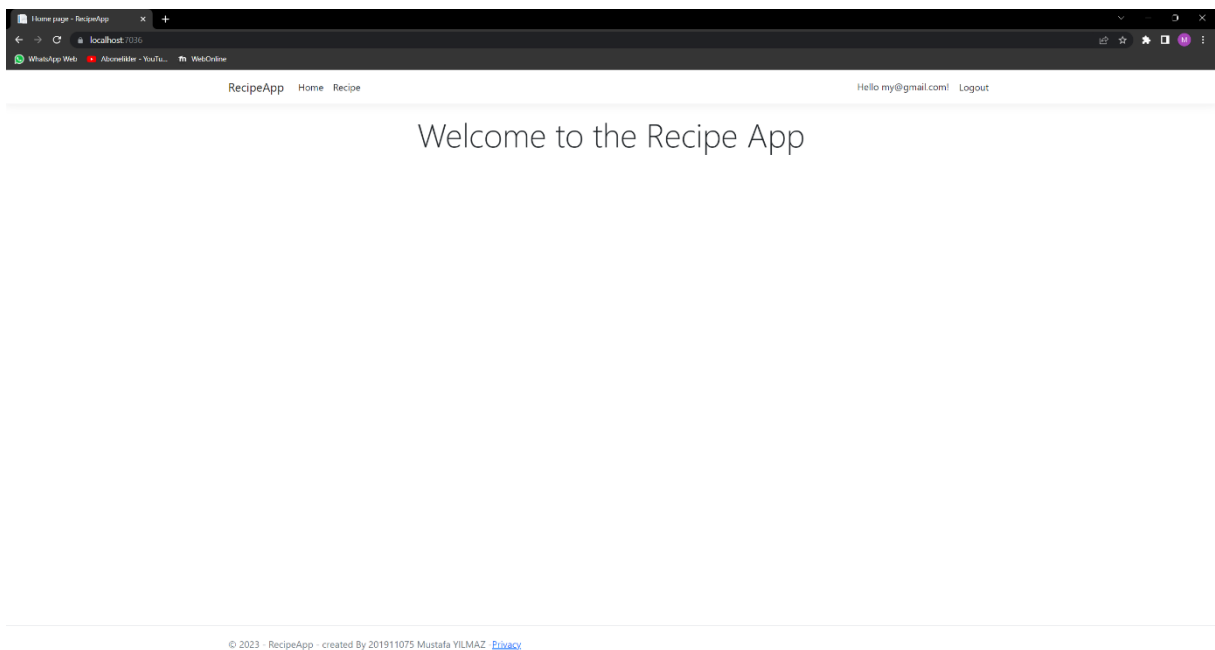 Home page - RecipeApp
localhost:7036
M
WhatsApp Web Abonelikler - YouTu... WebOnline
RecipeApp Home Recipe Hello my@gmail.com! Logout
Welcome to the Recipe App
© 2023 - RecipeApp - created By 201911075 Mustafa YILMAZ - Privacy